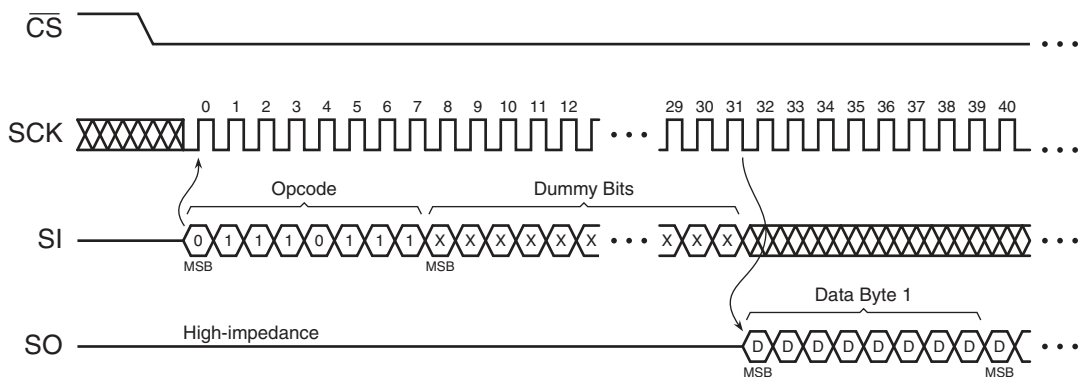 CS
SCK
0 1 2 3 4 5 6 7 8 9 10 11 12 29 30 31 32 33 34 35 36 37 38 39 40
Opcode
Dummy Bits
SI
0 1 1 1 0 1 1 1 X X X X X X X X X
MSB MSB
Data Byte 1
SO
High-impedance
D D D D D D D D D
MSB MSB